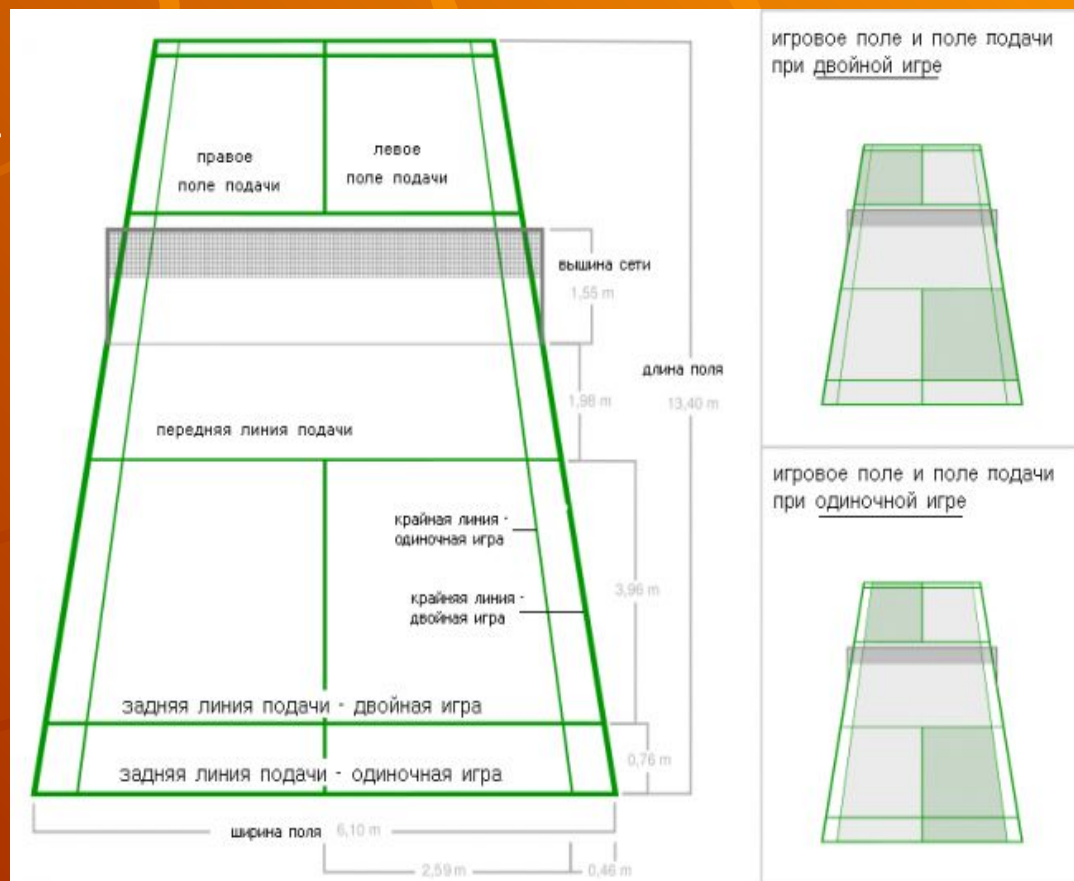 правое
поле подачи
левое
поле подачи
вышина сети
1,55 m
длина поля
13,40 m
1,98 m
передняя линия подачи
крайная линия -
одиночная игра
3,96 m
крайняя линия -
двойная игра
задняя линия подачи - двойная игра
0,76 m
задняя линия подачи - одиночная игра
ширина поля 6,10 m
2,59 m
0,46 m
игровое поле и поле подачи
при двойной игре
игровое поле и поле подачи
при одиночной игре